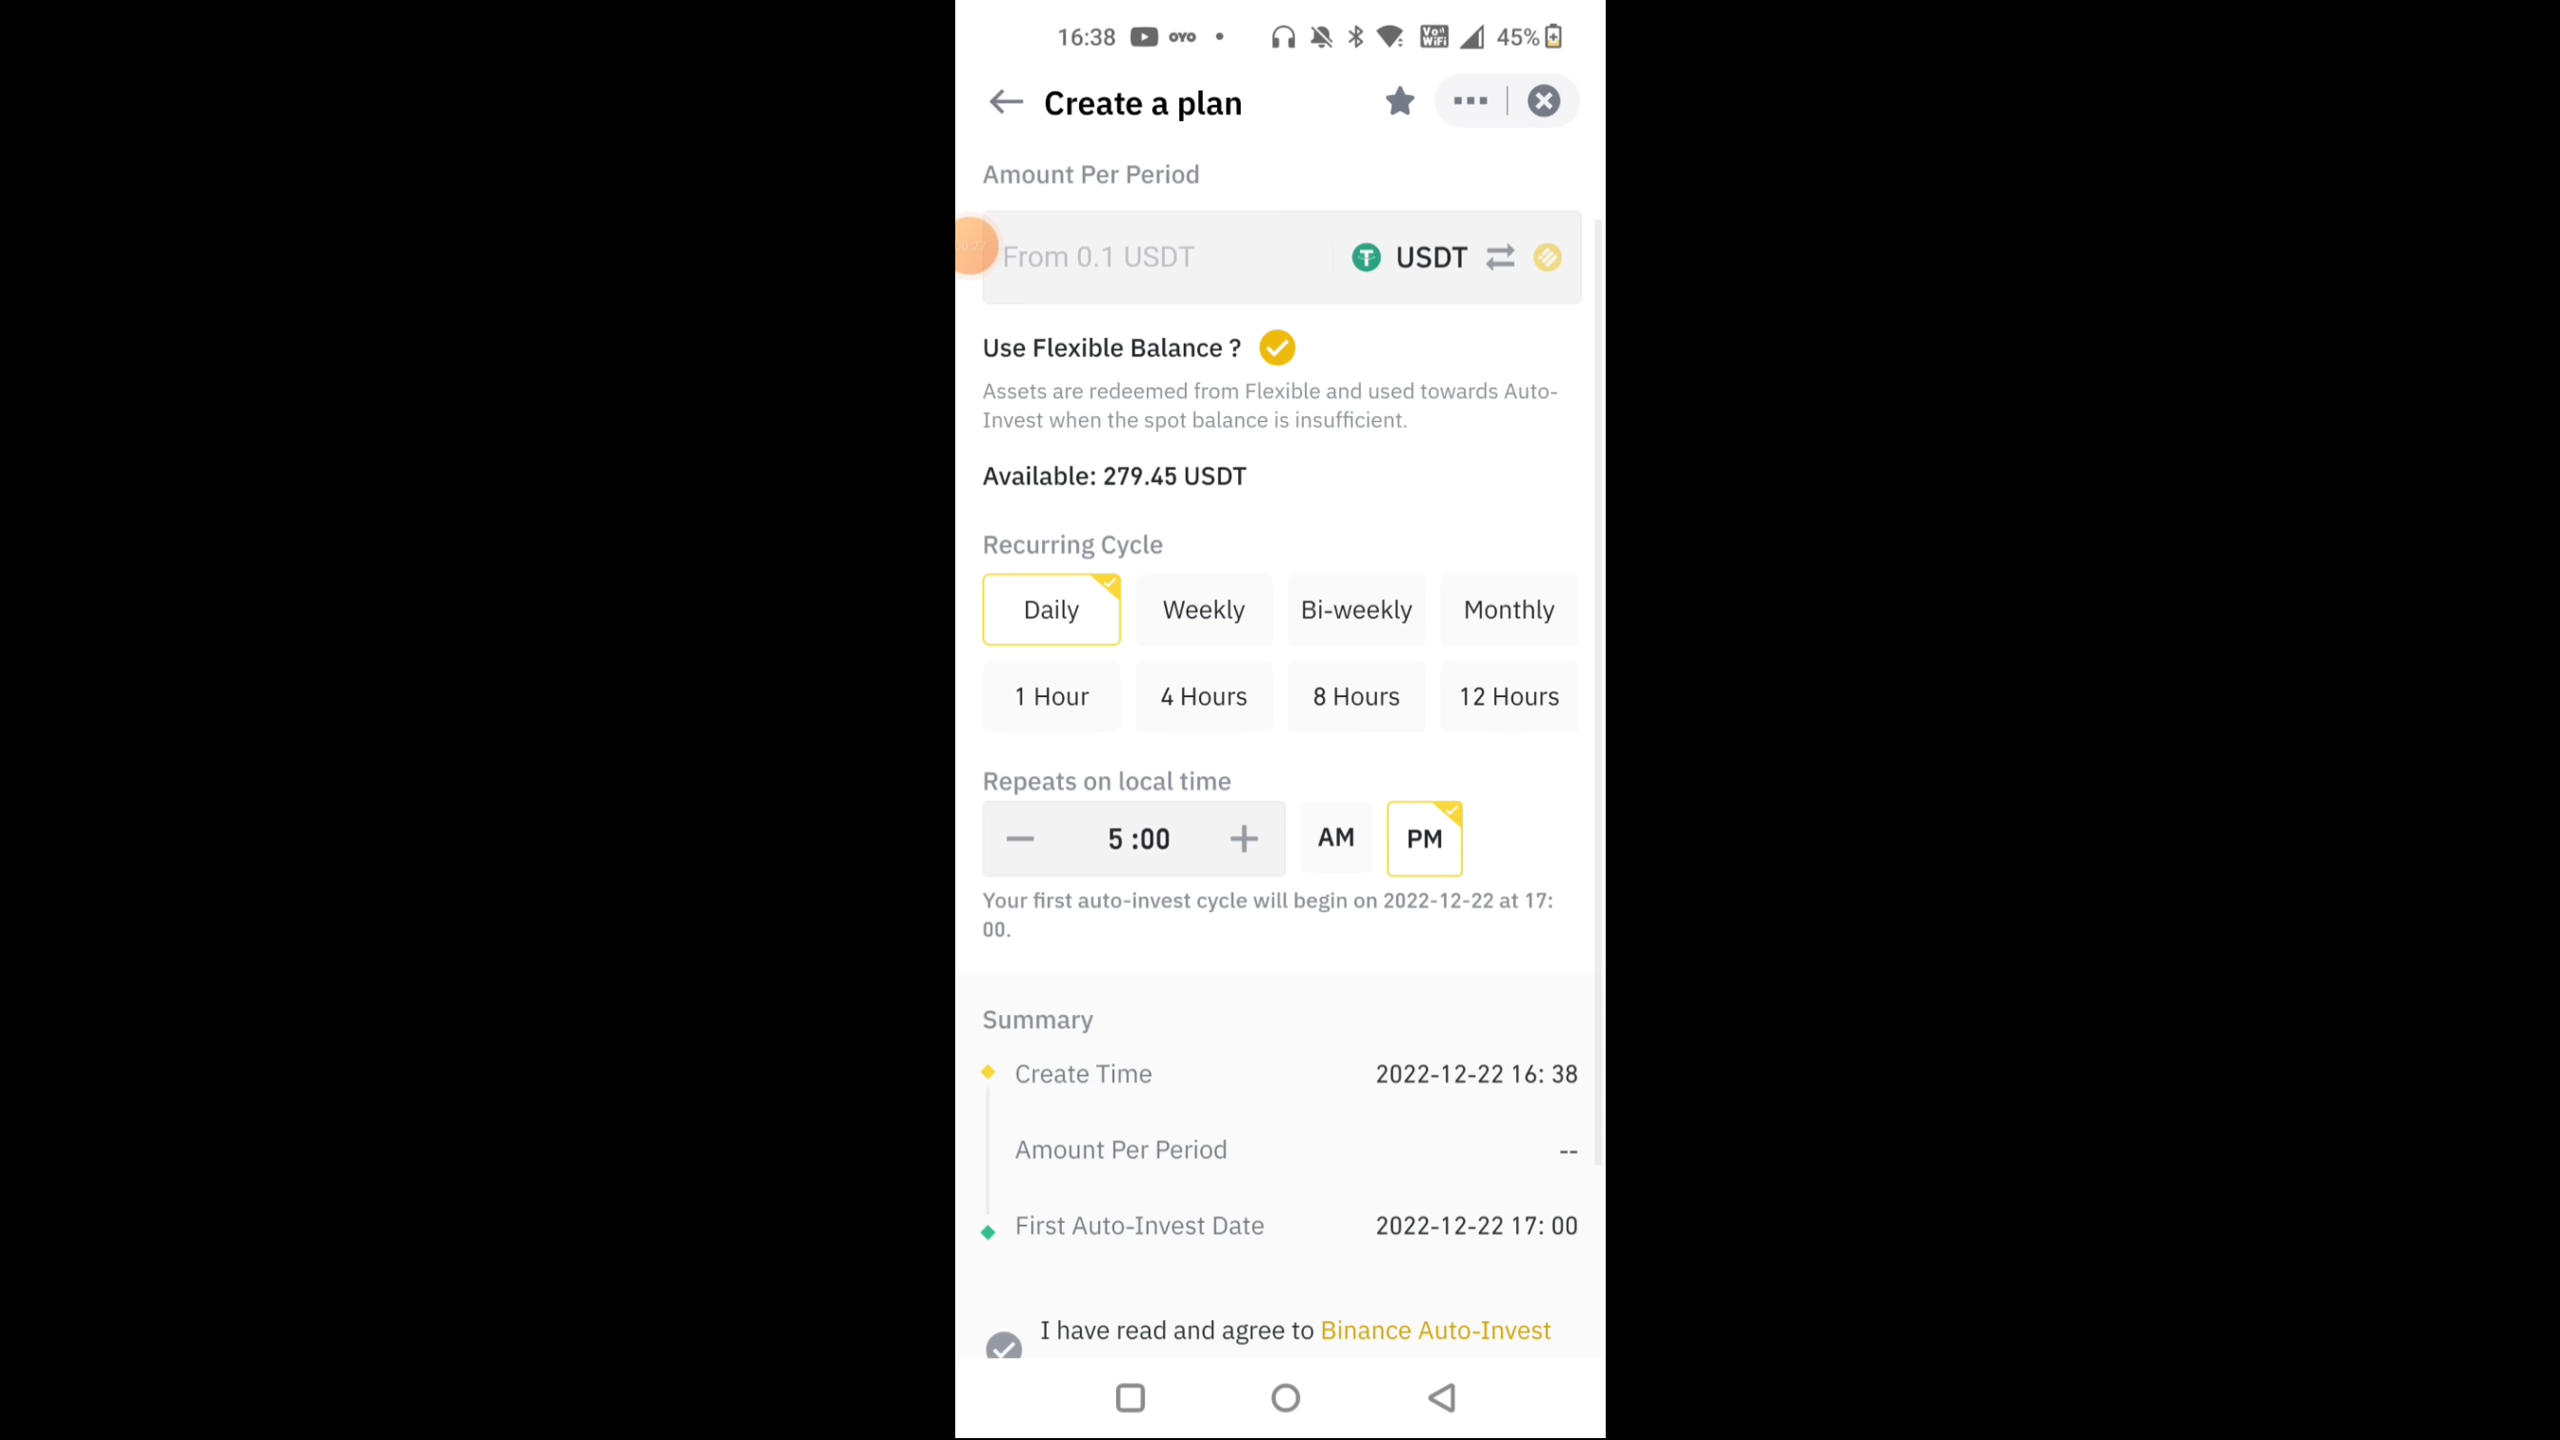 16:38 OYO Vo)) WiFi 45%
Create a plan
Amount Per Period
00:27
From 0.1 USDT USDT
Use Flexible Balance ?
Assets are redeemed from Flexible and used towards Auto-
Invest when the spot balance is insufficient.
Available: 279.45 USDT
Recurring Cycle
Daily Weekly Bi-weekly Monthly
1 Hour 4 Hours 8 Hours 12 Hours
Repeats on local time
5 :00 AM PM
Your first auto-invest cycle will begin on 2022-12-22 at 17:
00.
Summary
Create Time 2022-12-22 16: 38
Amount Per Period --
First Auto-Invest Date 2022-12-22 17: 00
I have read and agree to Binance Auto-Invest